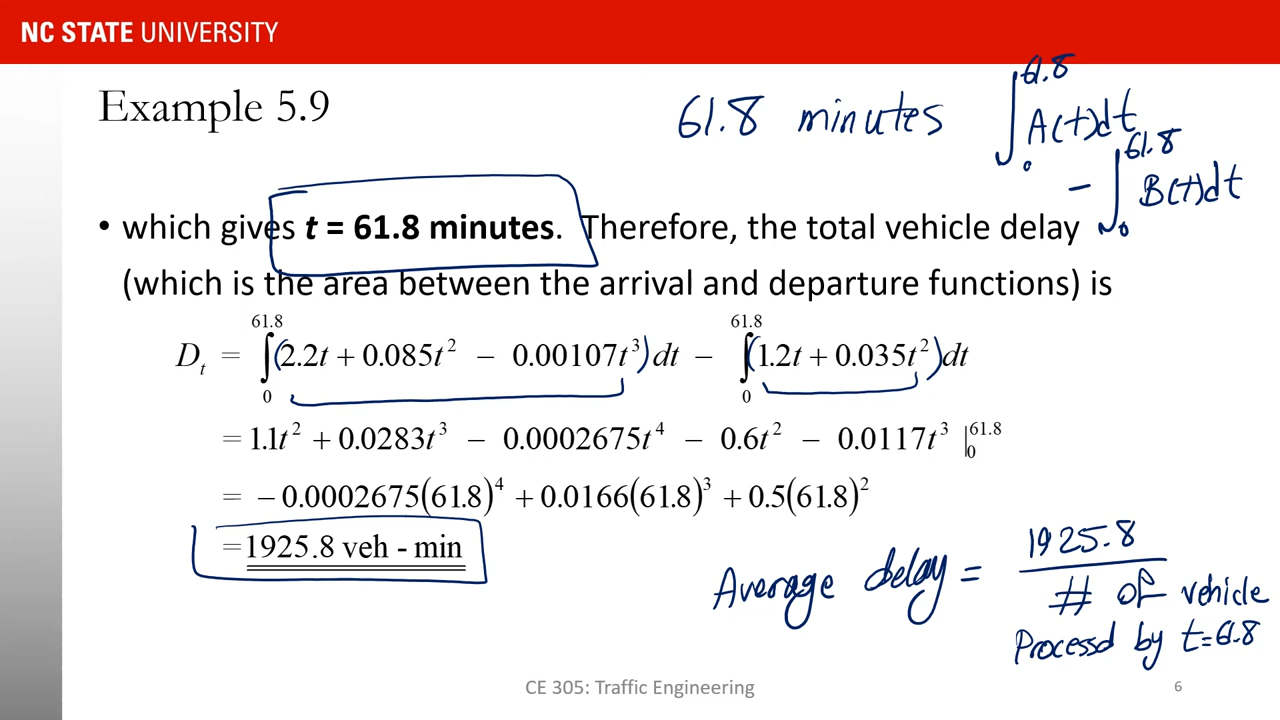 NC STATE UNIVERSITY
Example 5.9
61.8 minutes
∫₀^61.8 A(t)dt
- ∫₀^61.8 B(t)dt
• which gives t = 61.8 minutes. Therefore, the total vehicle delay
(which is the area between the arrival and departure functions) is
Dₜ = ∫₀^61.8 (2.2t + 0.085t² − 0.00107t³) dt − ∫₀^61.8 (1.2t + 0.035t²) dt
= 1.1t² + 0.0283t³ − 0.0002675t⁴ − 0.6t² − 0.0117t³ |₀^61.8
= −0.0002675(61.8)⁴ + 0.0166(61.8)³ + 0.5(61.8)²
=1925.8 veh - min
Average delay = 1925.8 / # of vehicle
Processd by t=61.8
CE 305: Traffic Engineering
6